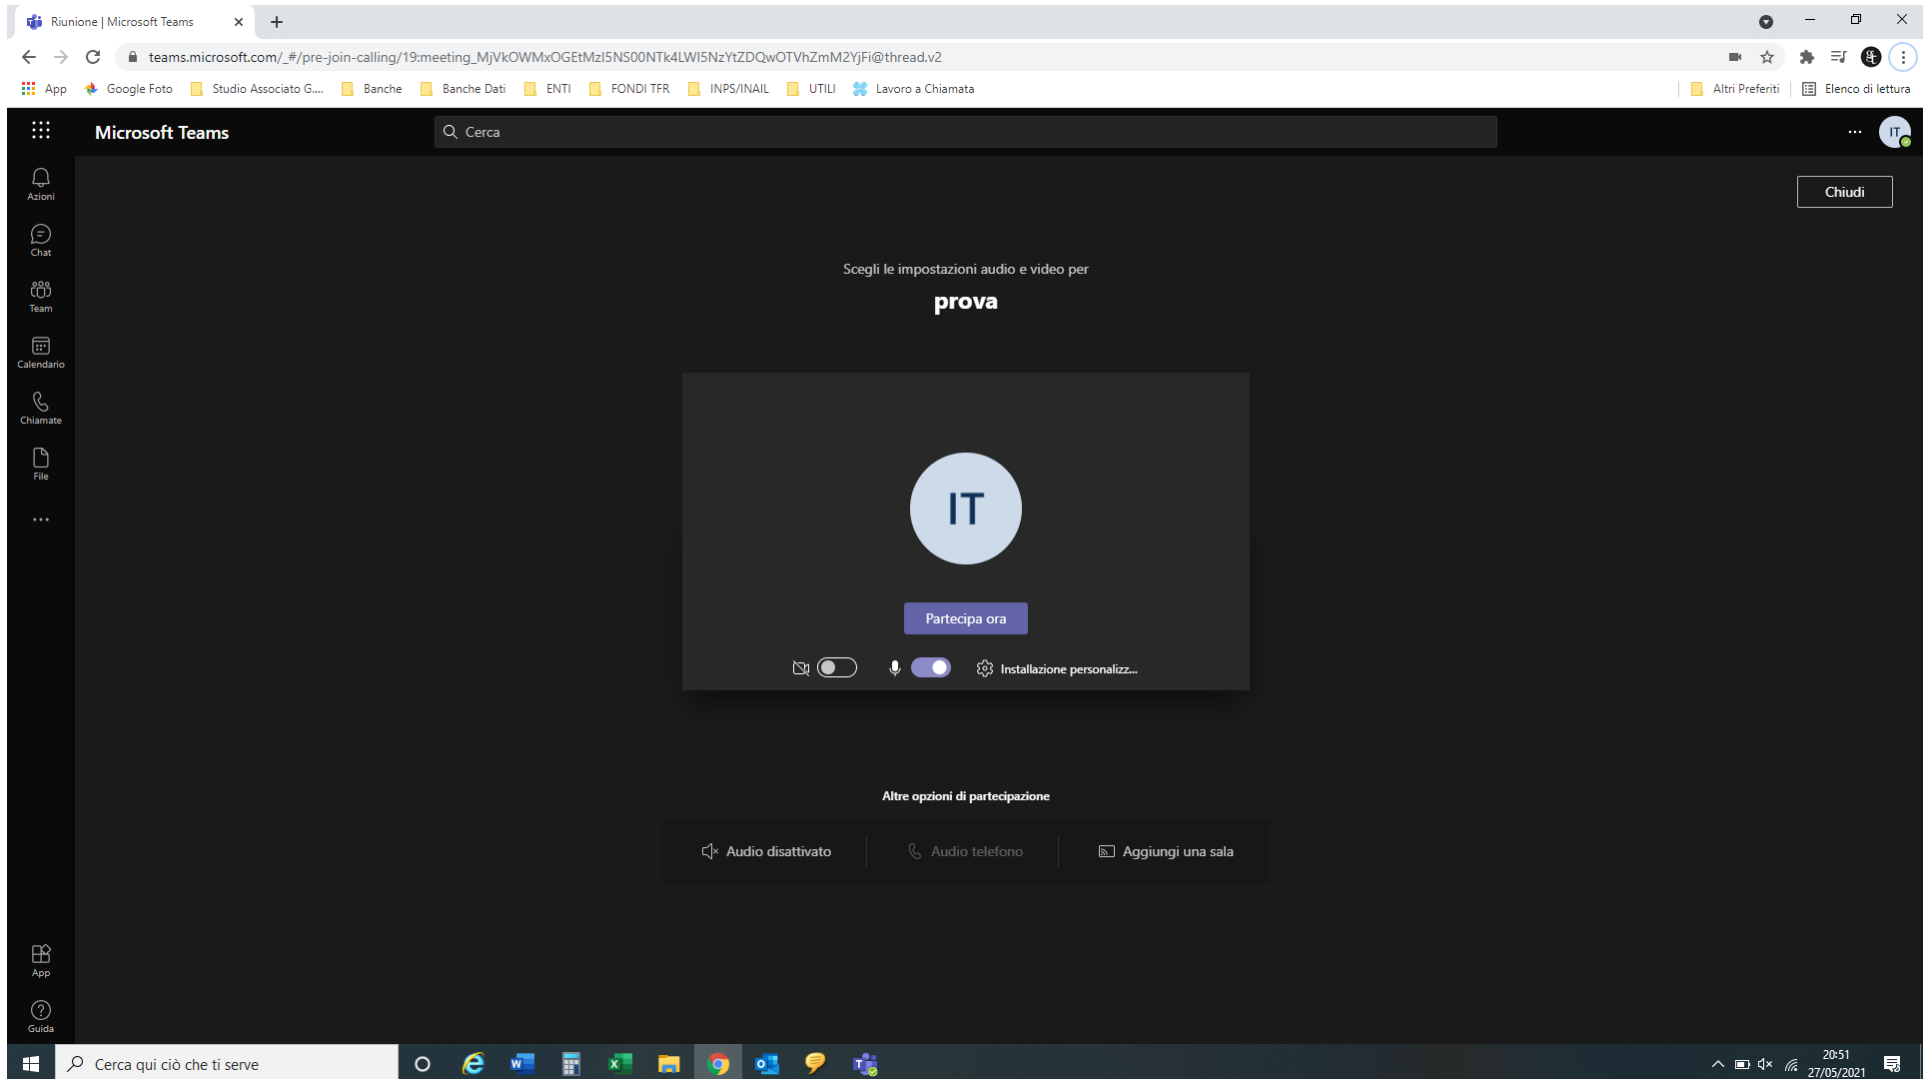 Riunione | Microsoft Teams
teams.microsoft.com/_#/pre-join-calling/19:meeting_MjVkOWMxOGEtMzI5NS00NTk4LWI5NzYtZDQwOTVhZmM2YjFi@thread.v2
App Google Foto Studio Associato G.... Banche Banche Dati ENTI FONDI TFR INPS/INAIL UTILI Lavoro a Chiamata Altri Preferiti Elenco di lettura
Microsoft Teams Cerca IT
Azioni
Chiudi
Chat
Scegli le impostazioni audio e video per
prova
Team
Calendario
Chiamate
File
IT
Partecipa ora
Installazione personalizz...
Altre opzioni di partecipazione
Audio disattivato Audio telefono Aggiungi una sala
App
Guida
Cerca qui ciò che ti serve
20:51
27/05/2021